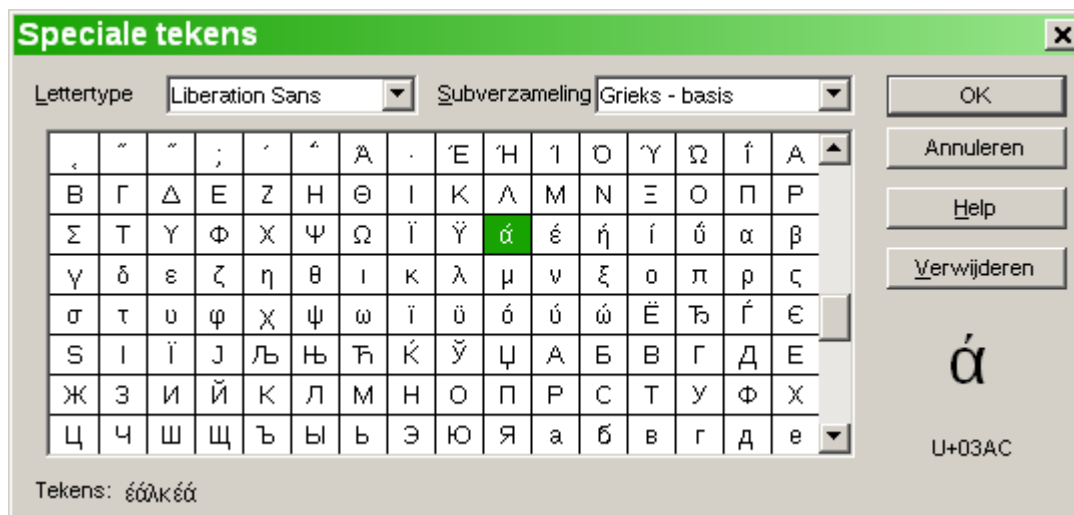 Speciale tekens
Lettertype Liberation Sans Subverzameling Grieks - basis OK
Annuleren
Help
Verwijderen
˛ ˝ ˝ ; ΄ ΅ Ά · Έ Ή Ί Ό Ύ Ώ ΐ Α
Β Γ Δ Ε Ζ Η Θ Ι Κ Λ Μ Ν Ξ Ο Π Ρ
Σ Τ Υ Φ Χ Ψ Ω Ϊ Ϋ ά έ ή ί ΰ α β
γ δ ε ζ η θ ι κ λ μ ν ξ ο π ρ ς
σ τ υ φ χ ψ ω ϊ ϋ ό ύ ώ Ё Ђ Ѓ Є
Ѕ І Ї Ј Љ Њ Ћ Ќ Ў Џ А Б В Г Д Е
Ж З И Й К Л М Н О П Р С Т У Ф Х
Ц Ч Ш Щ Ъ Ы Ь Э Ю Я а б в г д е
ά
U+03AC
Tekens: έάλκέά